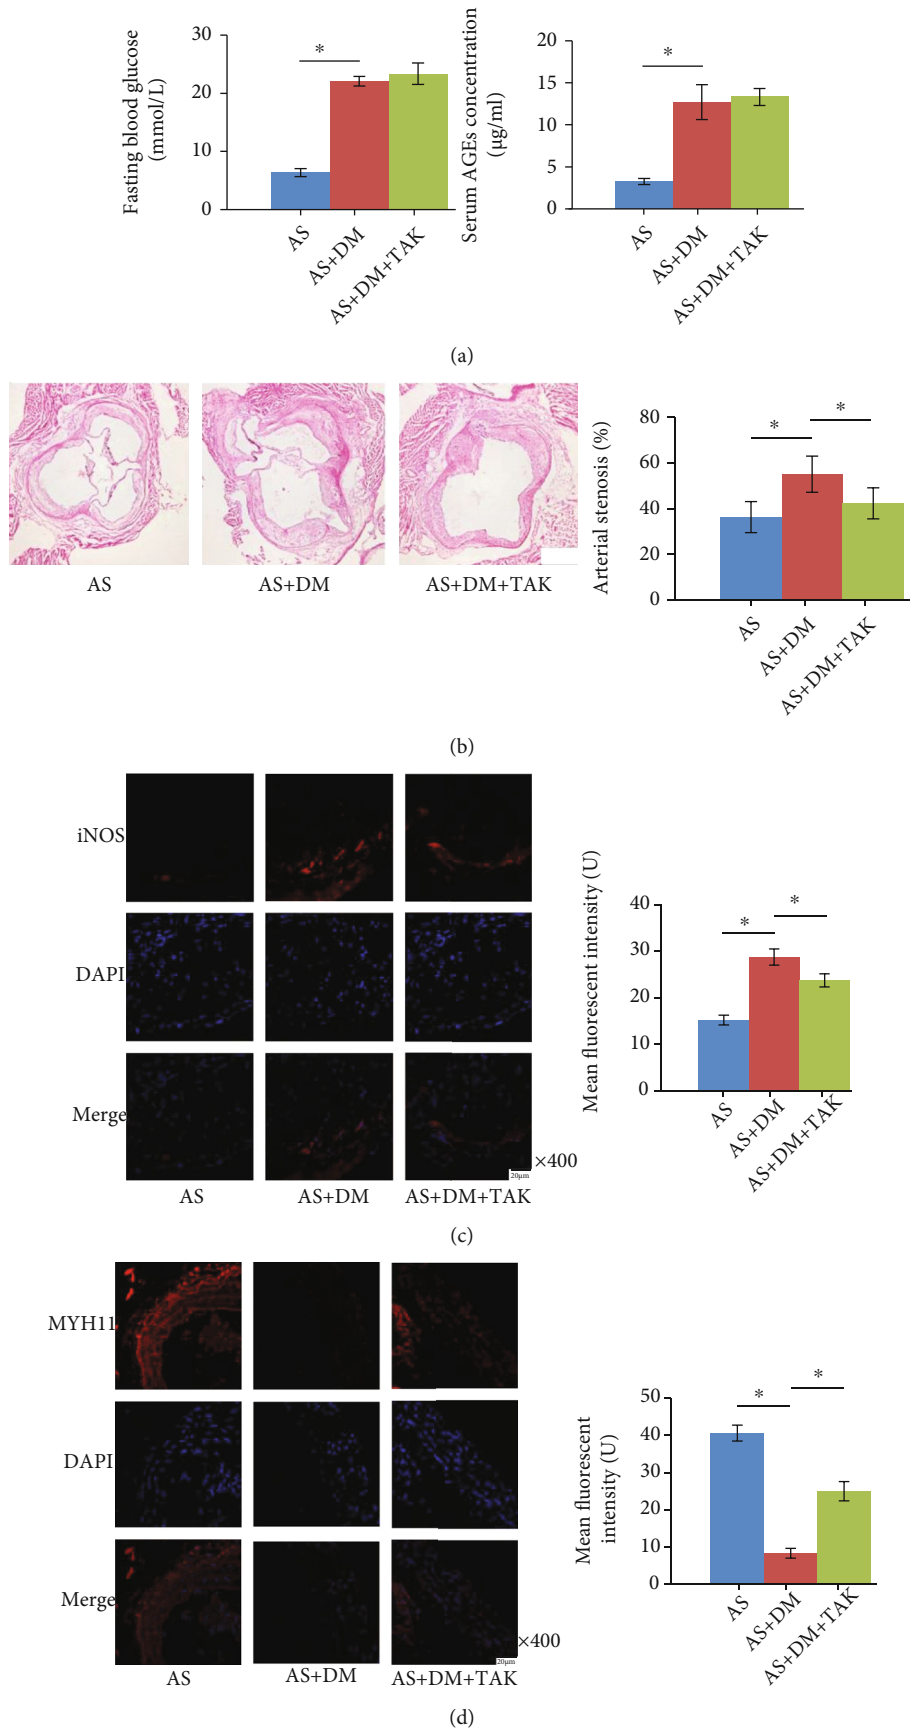 Fasting blood glucose
(mmol/L)
30
20
10
0
*
AS
AS+DM
AS+DM+TAK
Serum AGEs concentration
(μg/ml)
20
15
10
5
0
*
AS
AS+DM
AS+DM+TAK
(a)
AS
AS+DM
AS+DM+TAK
Arterial stenosis (%)
80
60
40
20
0
*
*
AS
AS+DM
AS+DM+TAK
(b)
iNOS
DAPI
Merge
×400
20μm
AS
AS+DM
AS+DM+TAK
Mean fluorescent intensity (U)
40
30
20
10
0
*
*
AS
AS+DM
AS+DM+TAK
(c)
MYH11
DAPI
Merge
×400
20μm
AS
AS+DM
AS+DM+TAK
Mean fluorescent
intensity (U)
50
40
30
20
10
0
*
*
AS
AS+DM
AS+DM+TAK
(d)